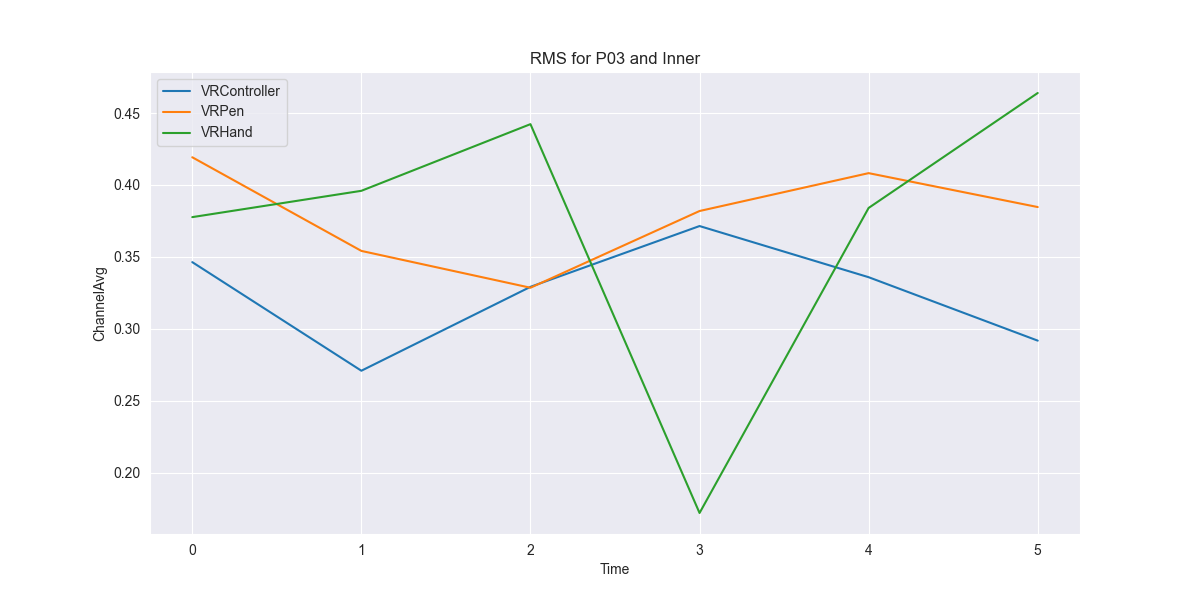 RMS for P03 and Inner
VRController
VRPen
VRHand
ChannelAvg
0.45
0.40
0.35
0.30
0.25
0.20
0 1 2 3 4 5
Time